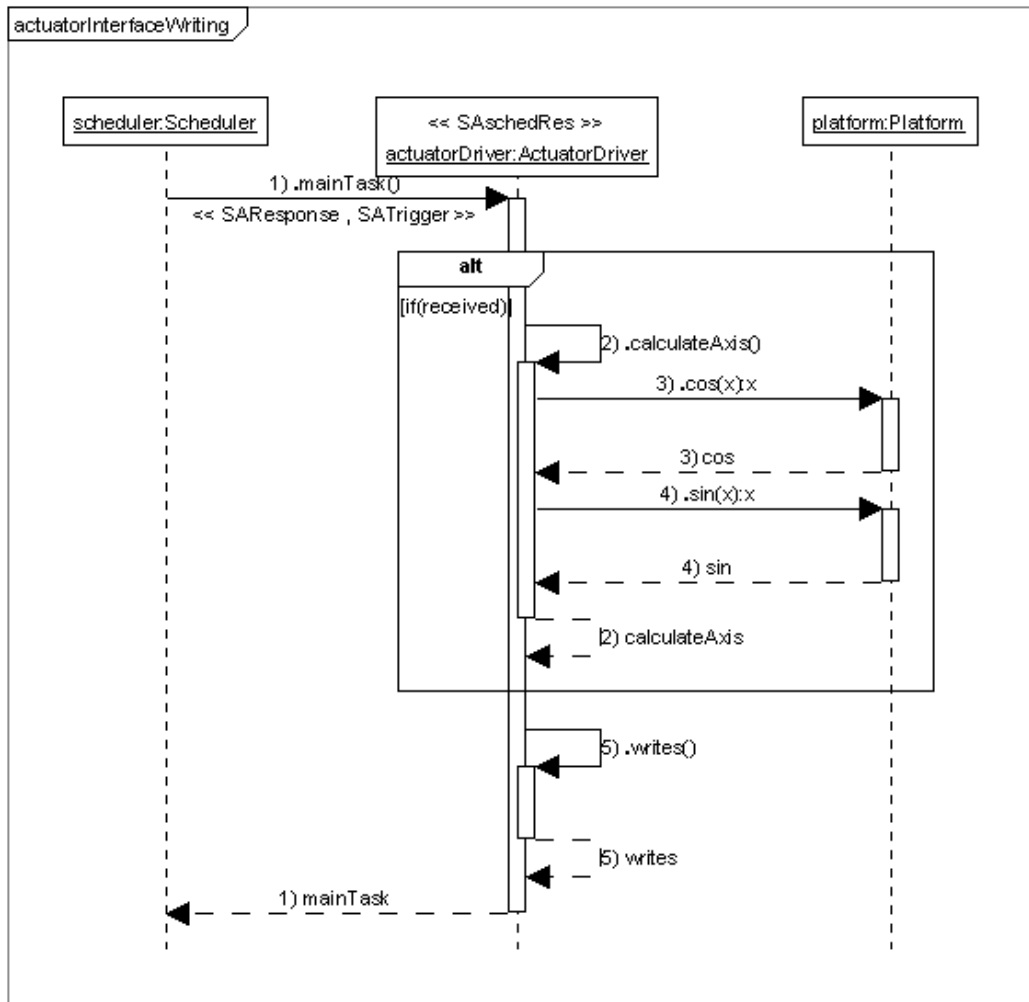 actuatorInterfaceWriting
scheduler:Scheduler
<< SAschedRes >>
actuatorDriver:ActuatorDriver
platform:Platform
1) .mainTask()
<< SAResponse , SATrigger >>
alt
[if(received)]
2) .calculateAxis()
3) .cos(x):x
3) cos
4) .sin(x):x
4) sin
2) calculateAxis
5) .writes()
5) writes
1) mainTask